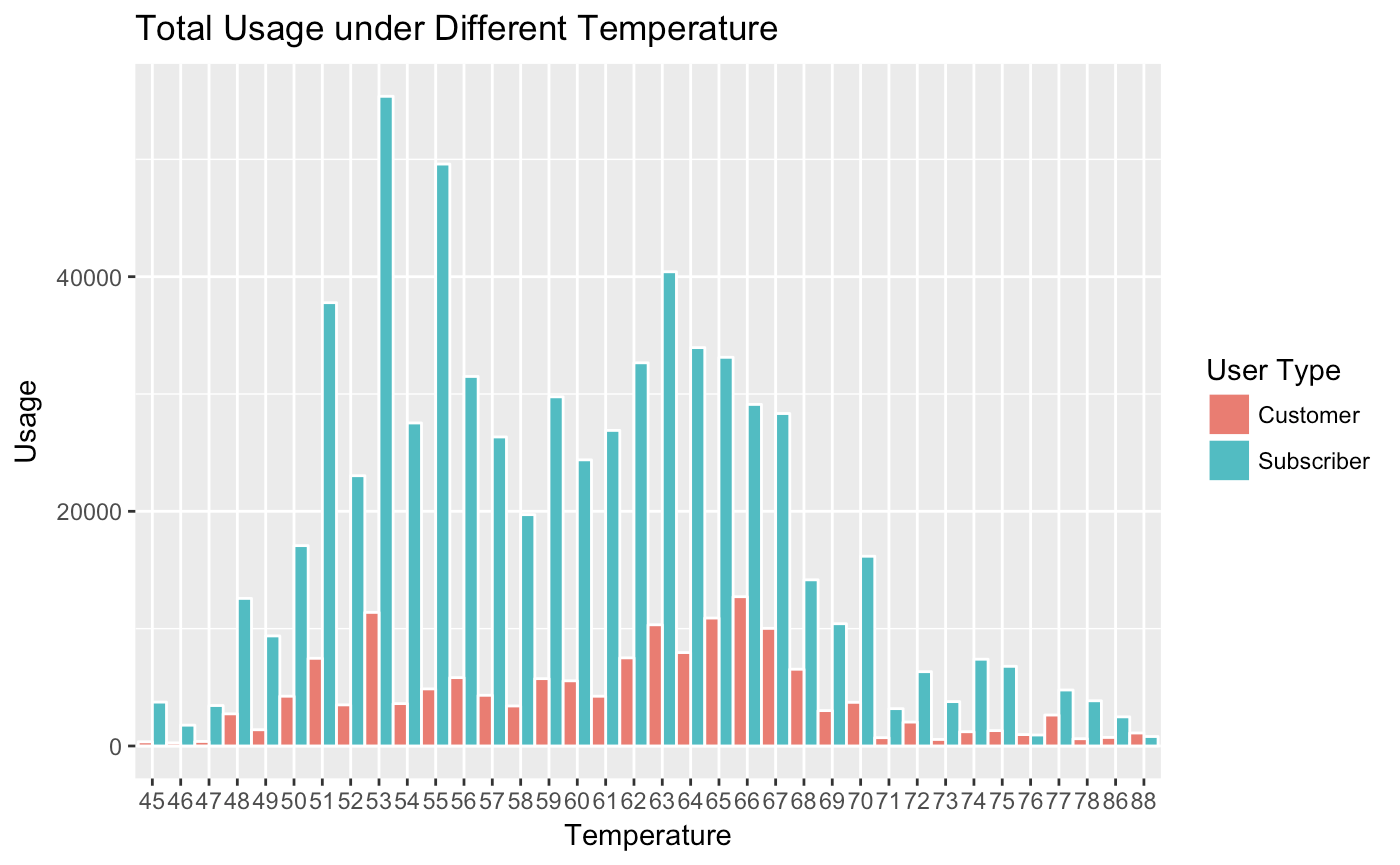 Total Usage under Different Temperature
Usage
40000
20000
0
45 46 47 48 49 50 51 52 53 54 55 56 57 58 59 60 61 62 63 64 65 66 67 68 69 70 71 72 73 74 75 76 77 78 86 88
Temperature
User Type
Customer
Subscriber